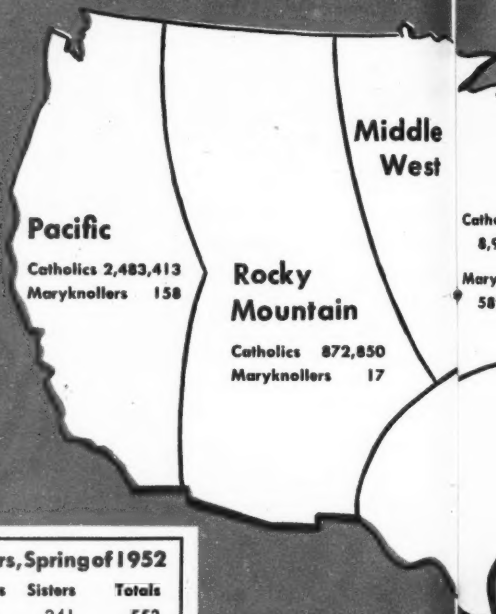 Middle
West
Pacific
Catholics 2,483,413
Maryknollers 158
Rocky
Mountain
Catholics 872,850
Maryknollers 17
Spring of 1952
Sisters Totals